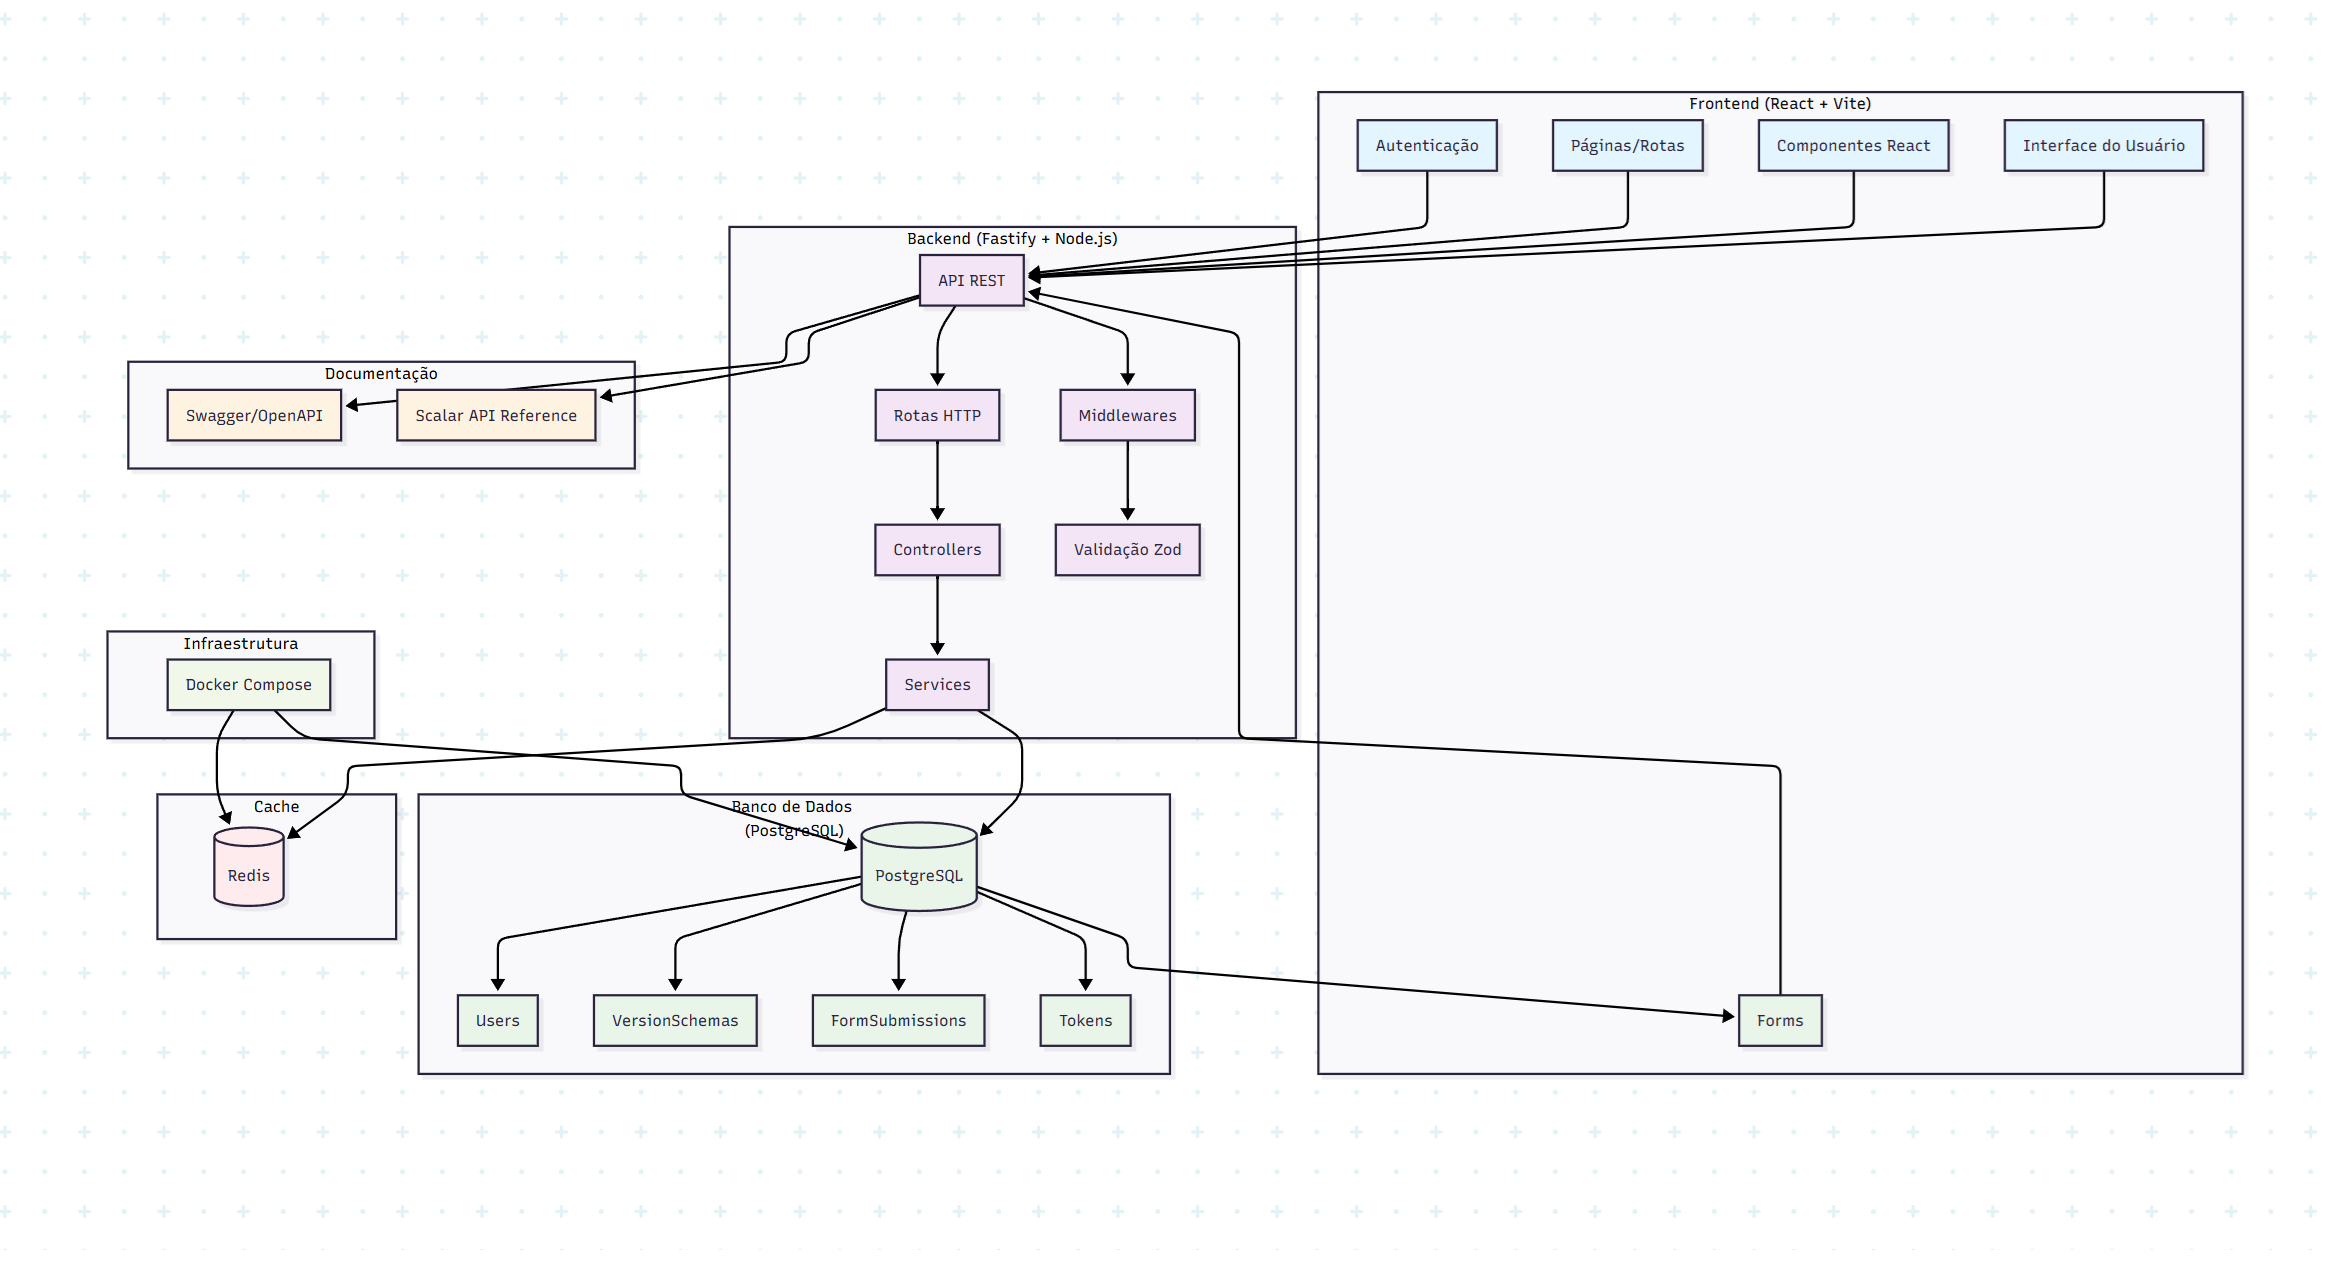 Frontend (React + Vite)
Autenticação
Páginas/Rotas
Componentes React
Interface do Usuário
Backend (Fastify + Node.js)
API REST
Documentação
Swagger/OpenAPI
Scalar API Reference
Rotas HTTP
Middlewares
Controllers
Validação Zod
Infraestrutura
Docker Compose
Services
Cache
Redis
Banco de Dados
(PostgreSQL)
PostgreSQL
Users
VersionSchemas
FormSubmissions
Tokens
Forms